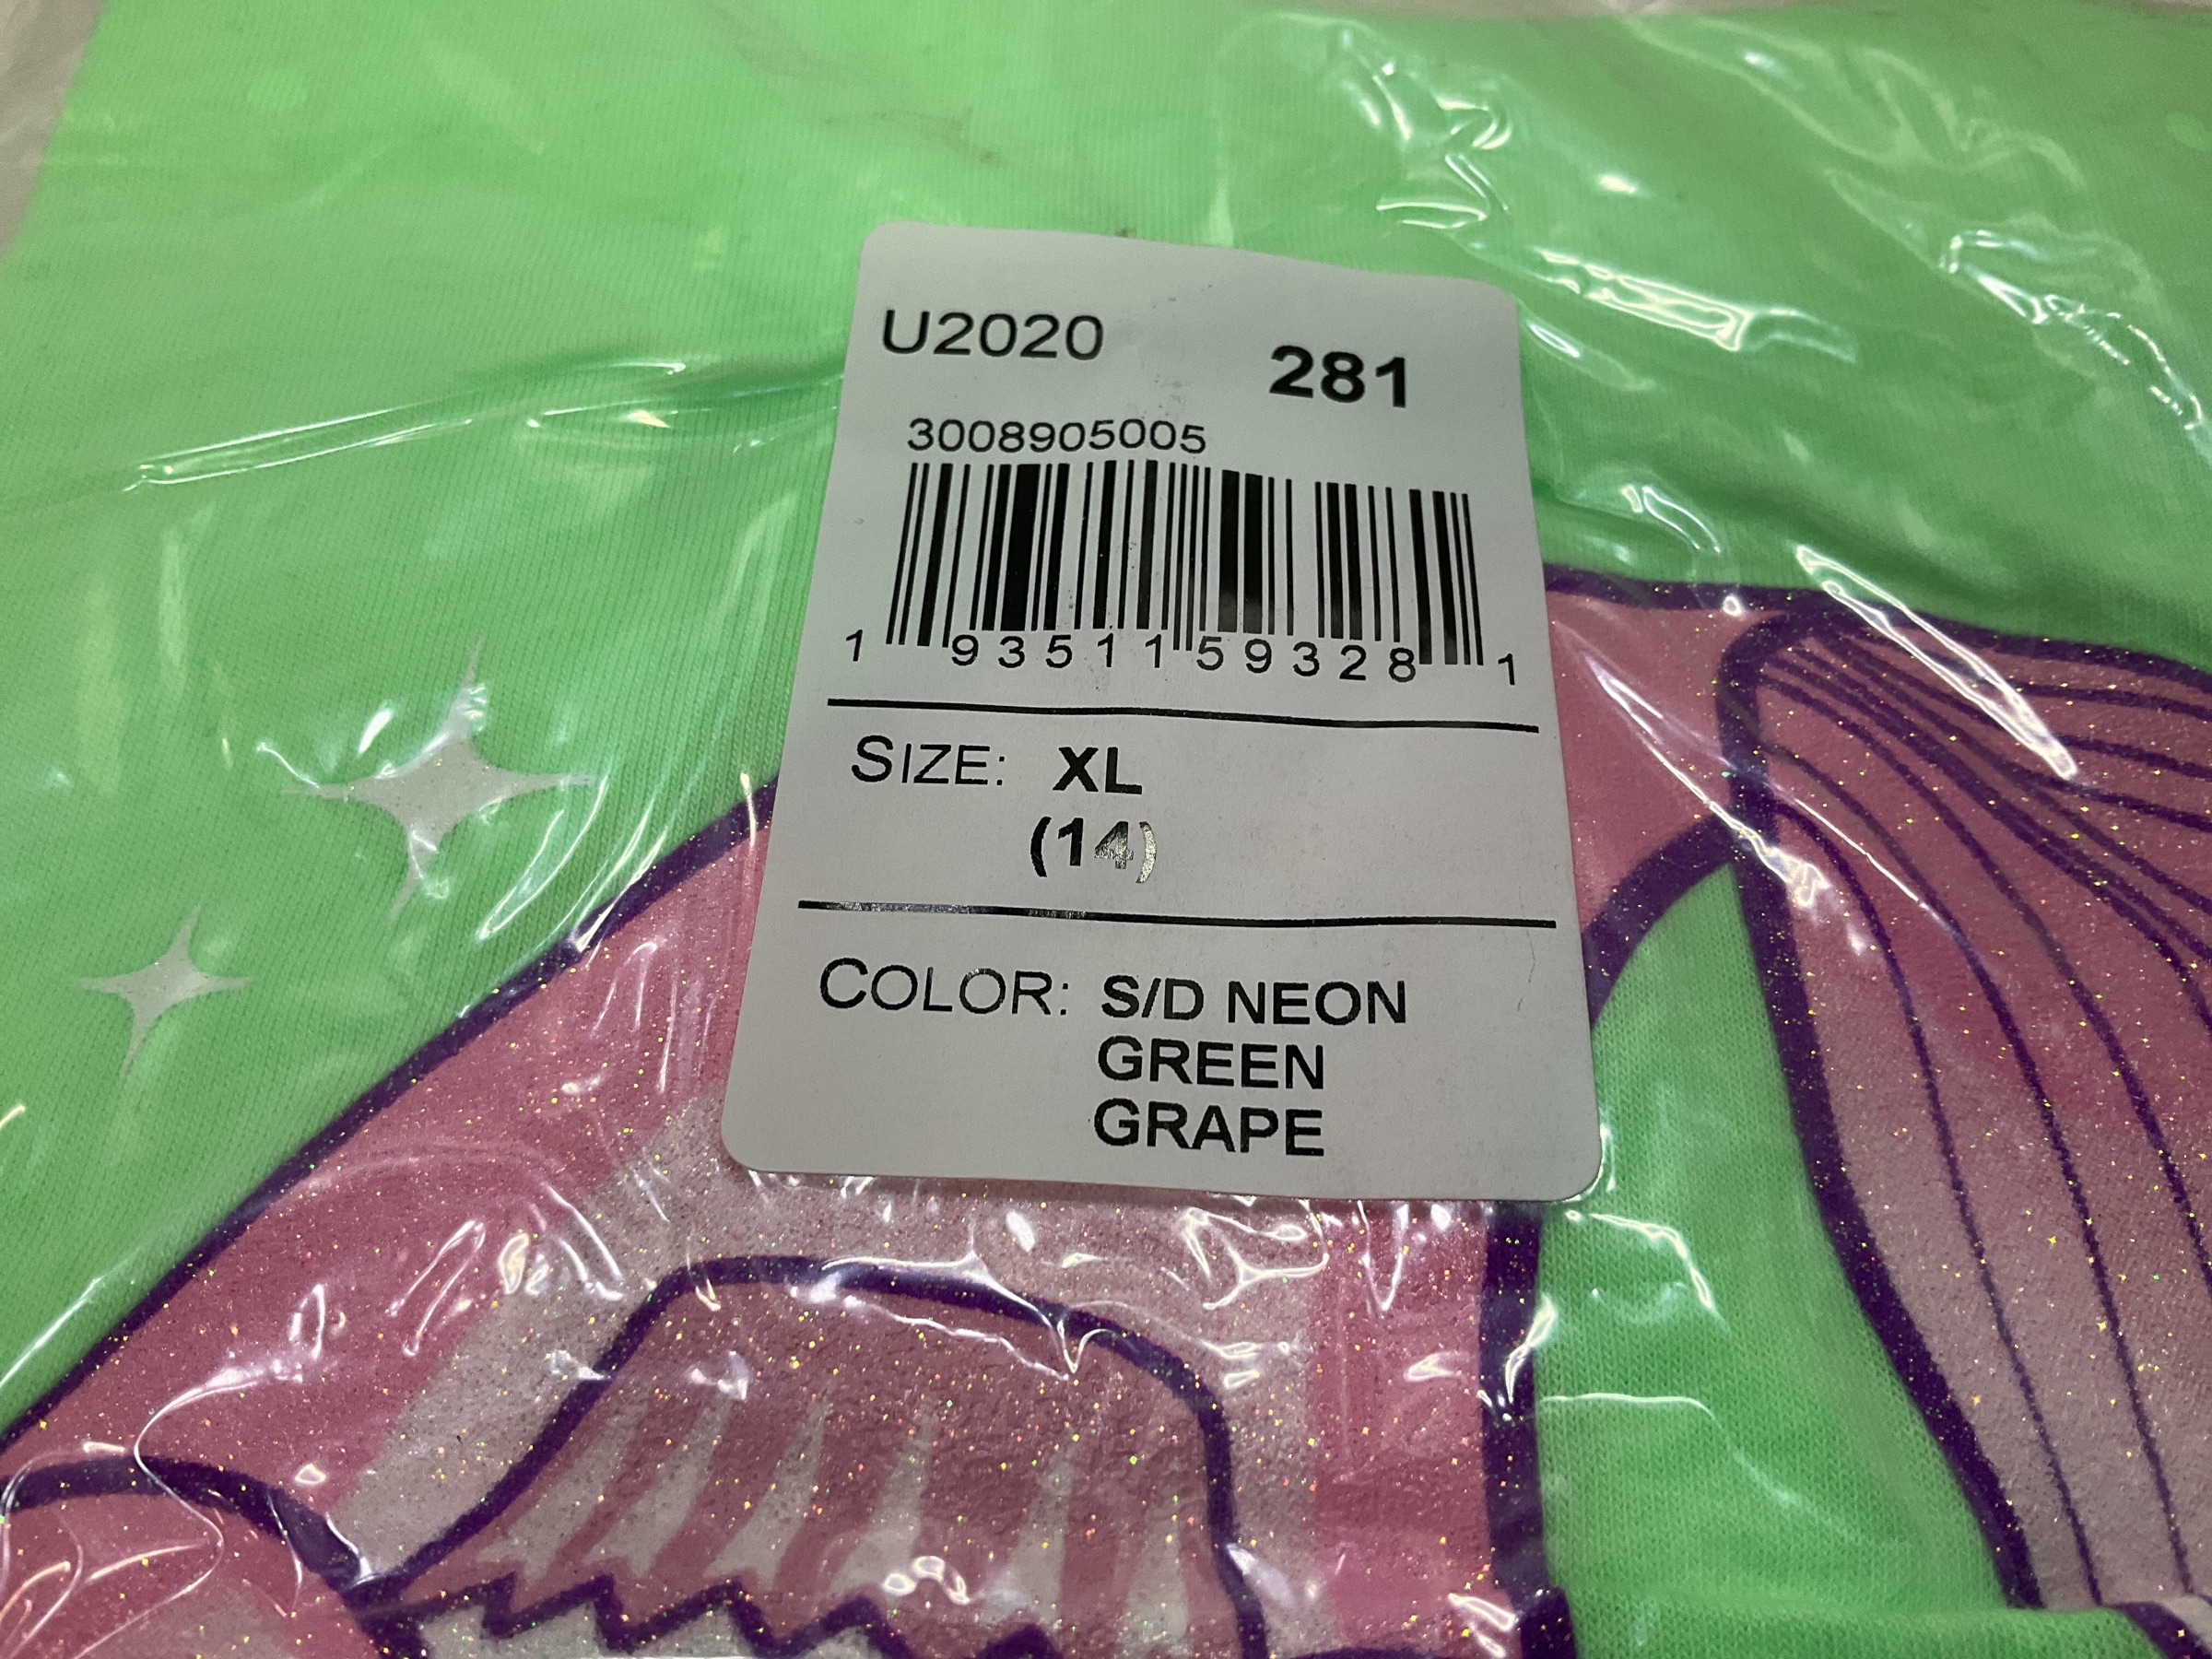 U2020
281
3008905005
1 93511 59328 1
SIZE: XL
(14)
COLOR: S/D NEON
GREEN
GRAPE